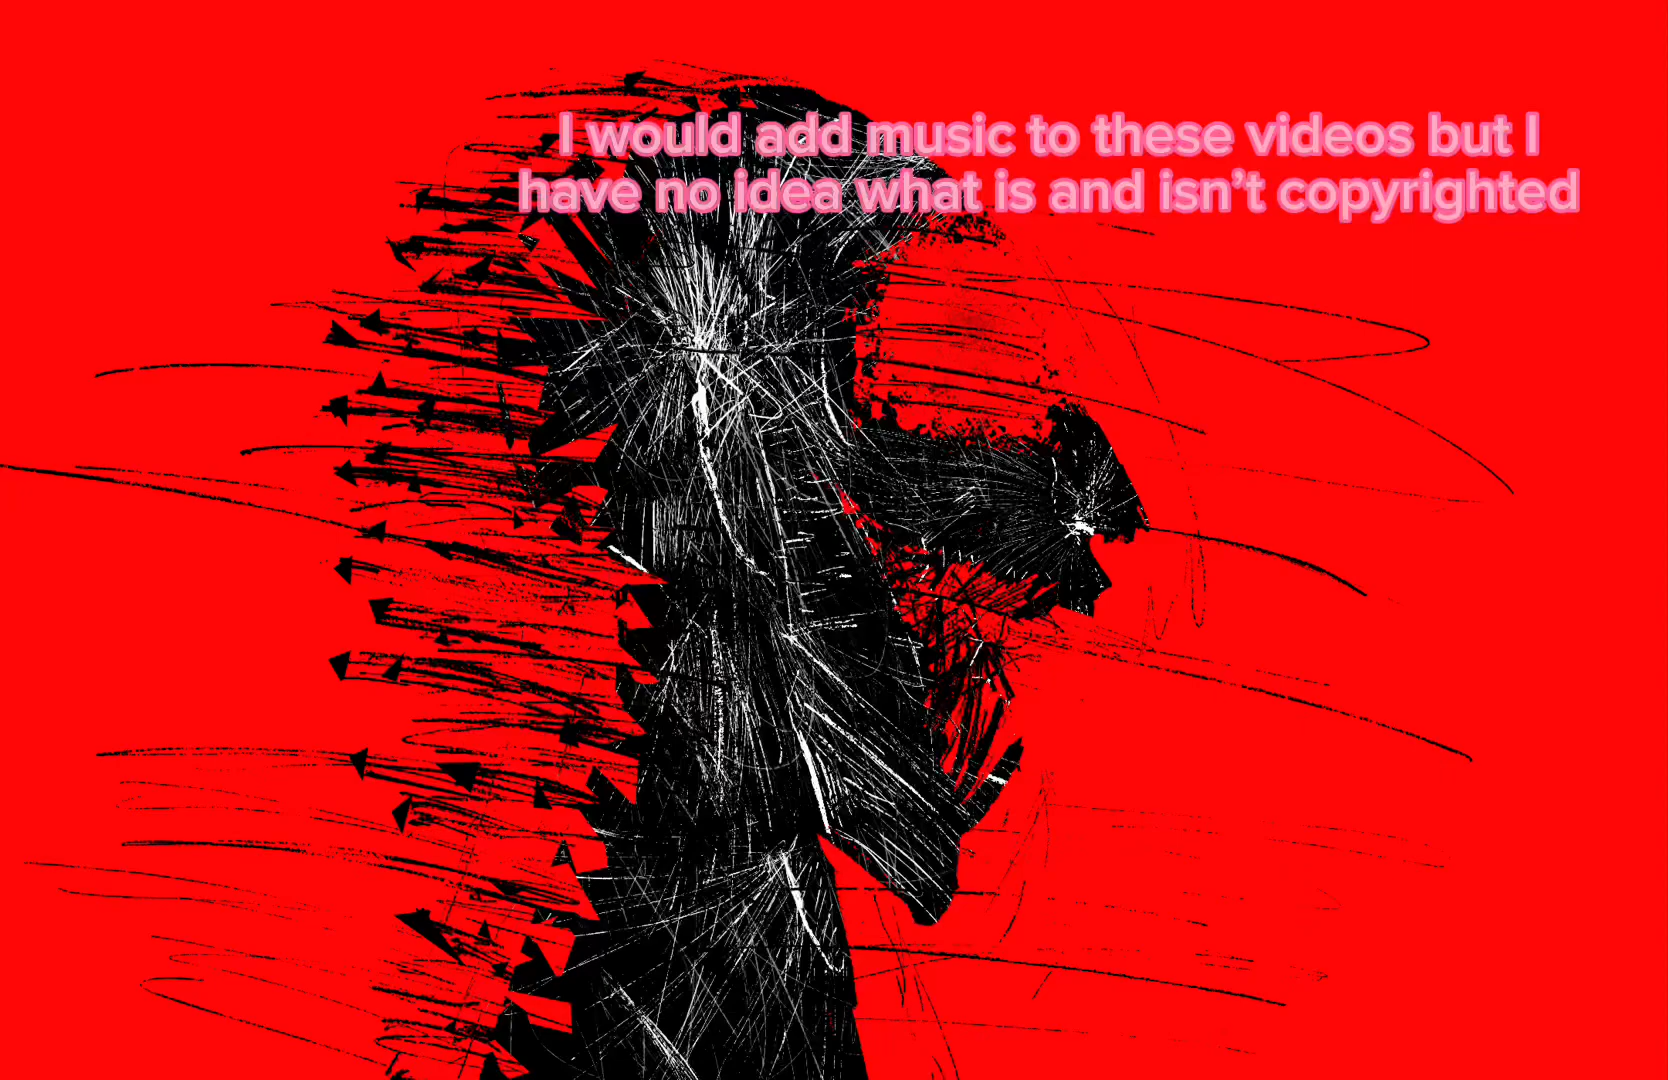 I would add music to these videos but I
have no idea what is and isn’t copyrighted